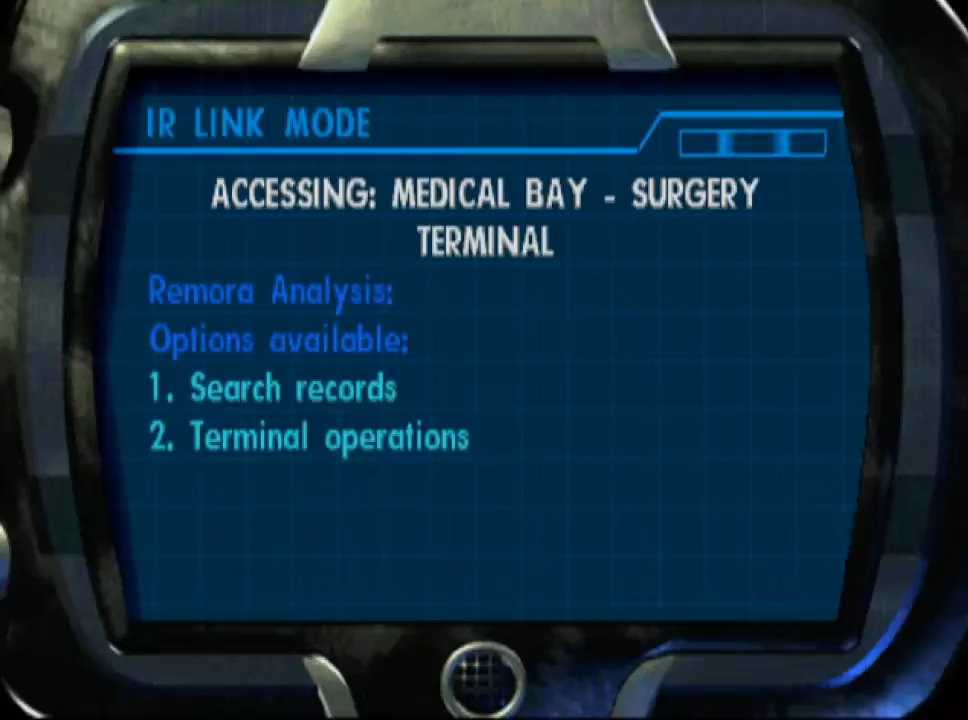 IR LINK MODE
ACCESSING: MEDICAL BAY - SURGERY
TERMINAL
Remora Analysis:
Options available:
1. Search records
2. Terminal operations